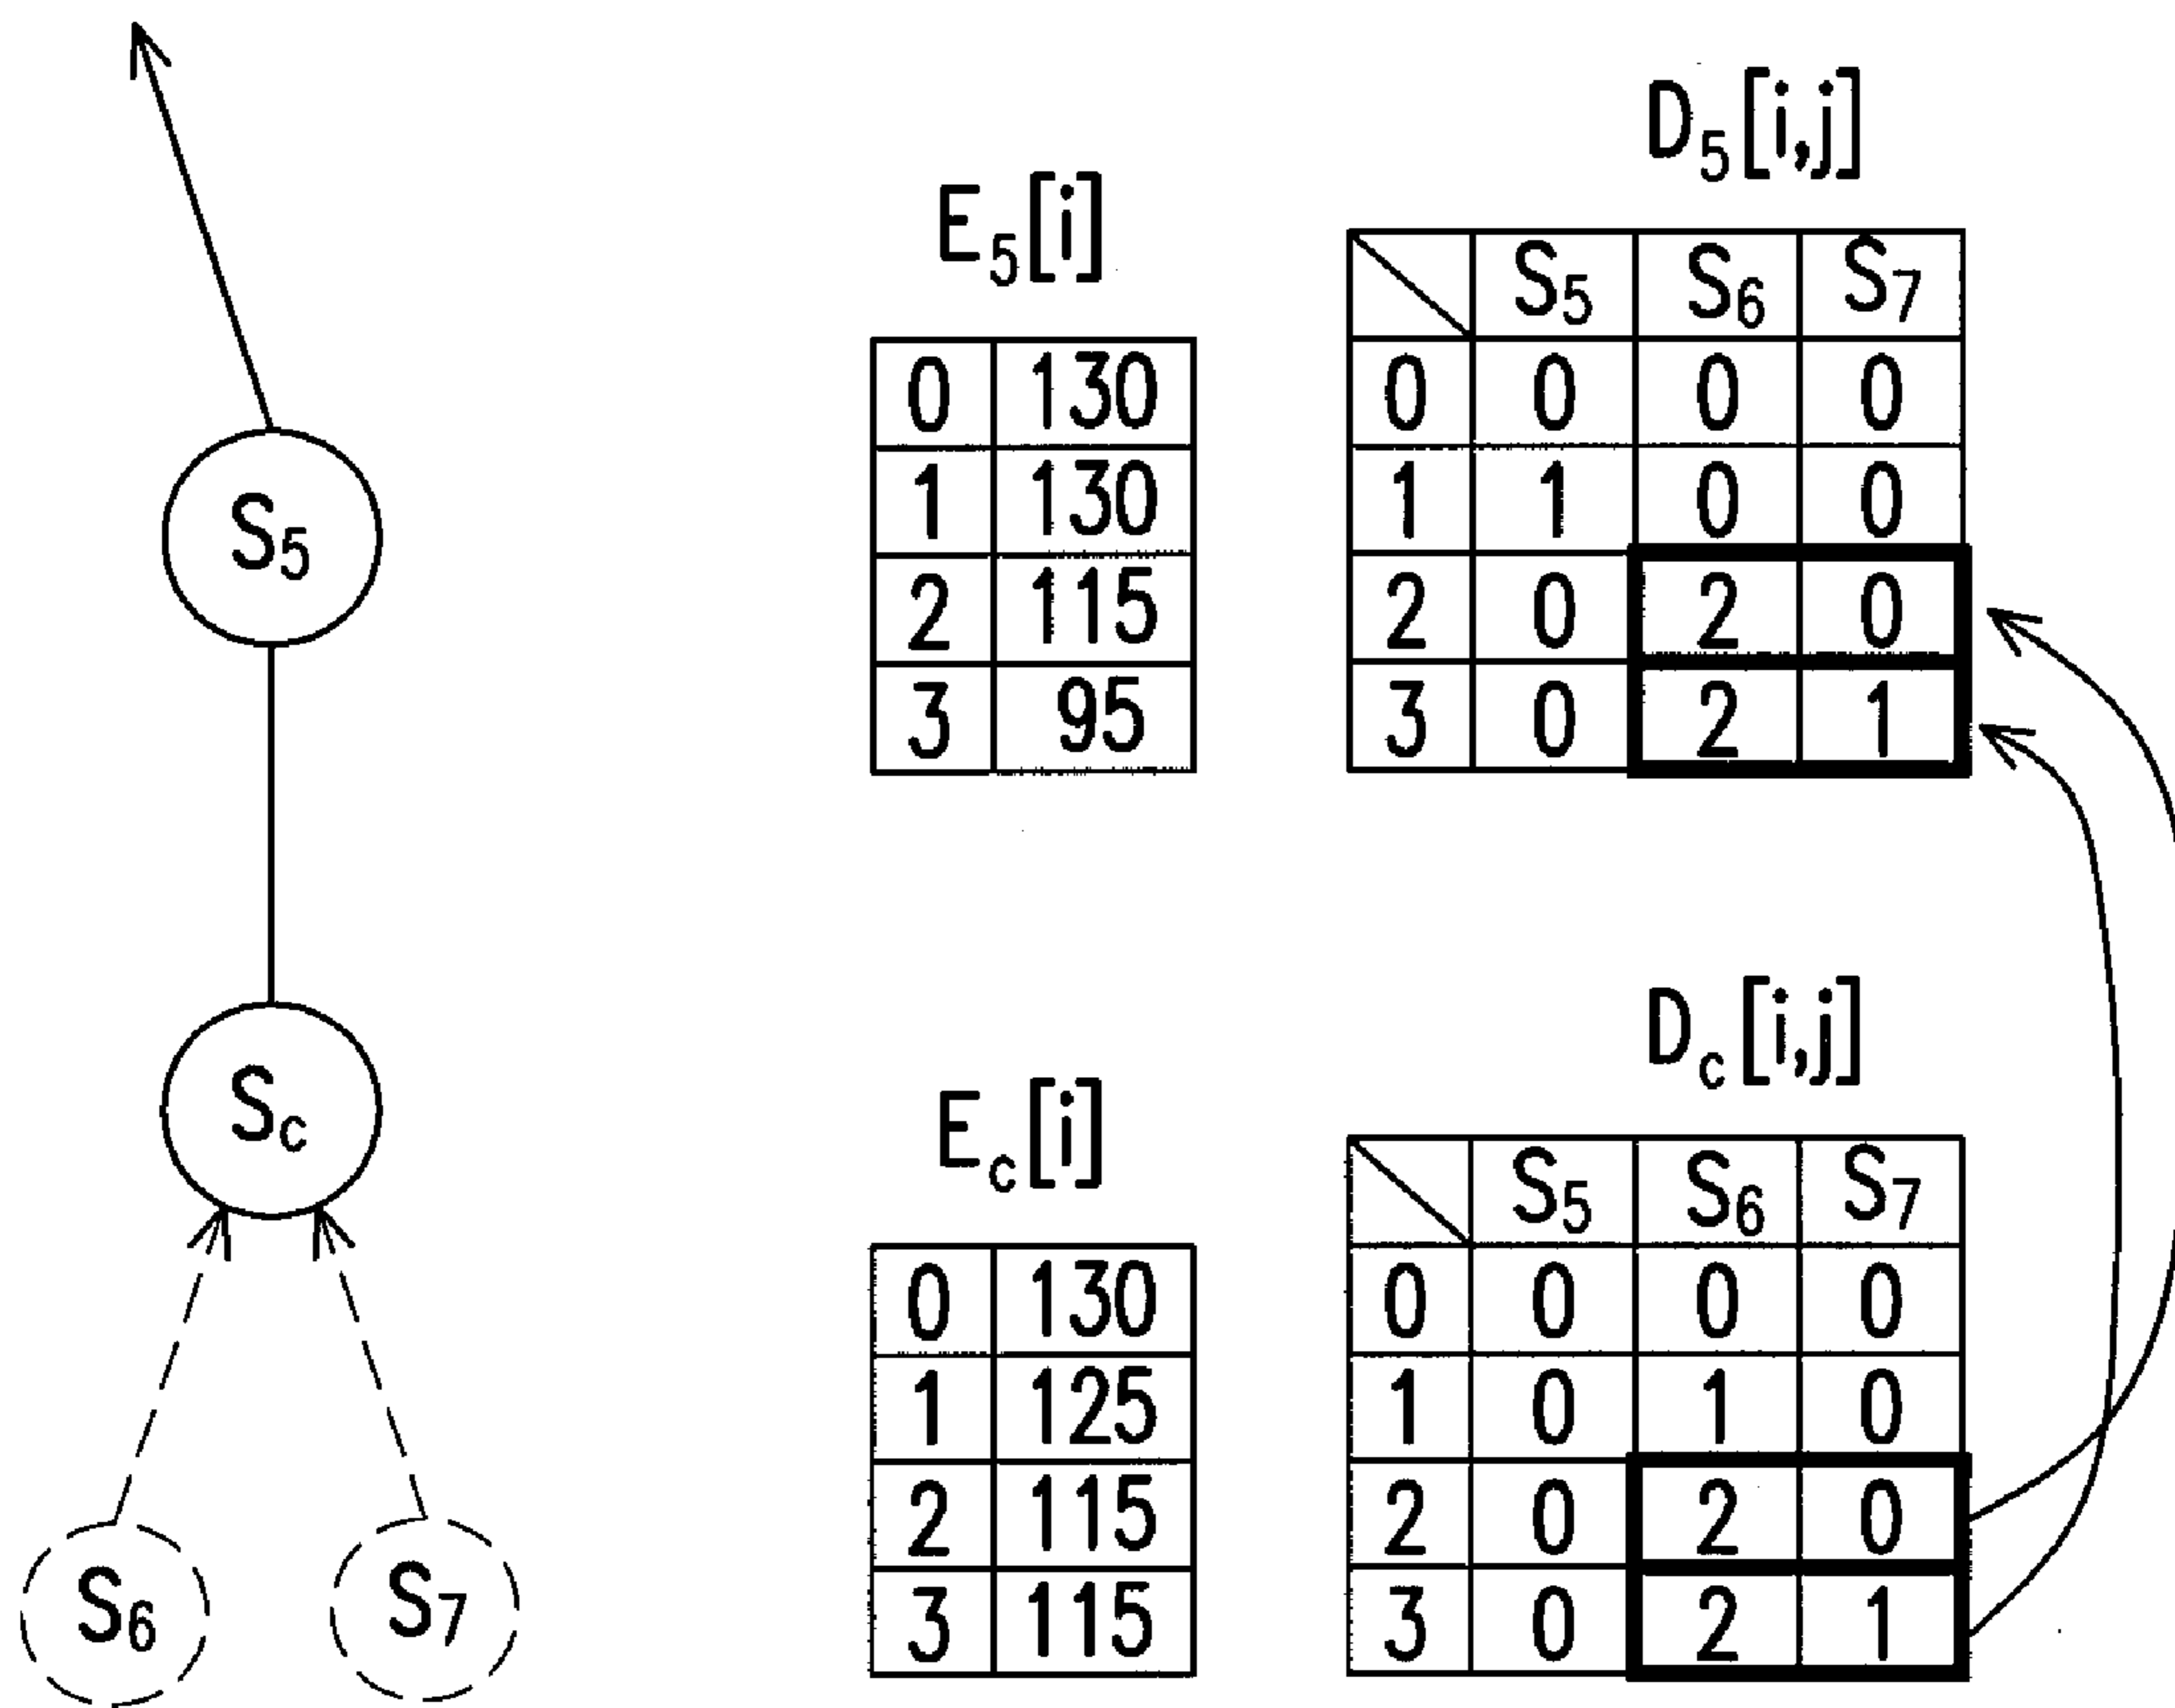 D₅[i,j]
E₅[i]
S₅ S₆ S₇
0 130
0 0 0 0
1 130
1 1 0 0
2 115
2 0 2 0
3 95
3 0 2 1
S₅
D_c[i,j]
E_c[i]
S₅ S₆ S₇
0 130
0 0 0 0
1 125
1 0 1 0
2 115
2 0 2 0
3 115
3 0 2 1
S_c
S₆ S₇